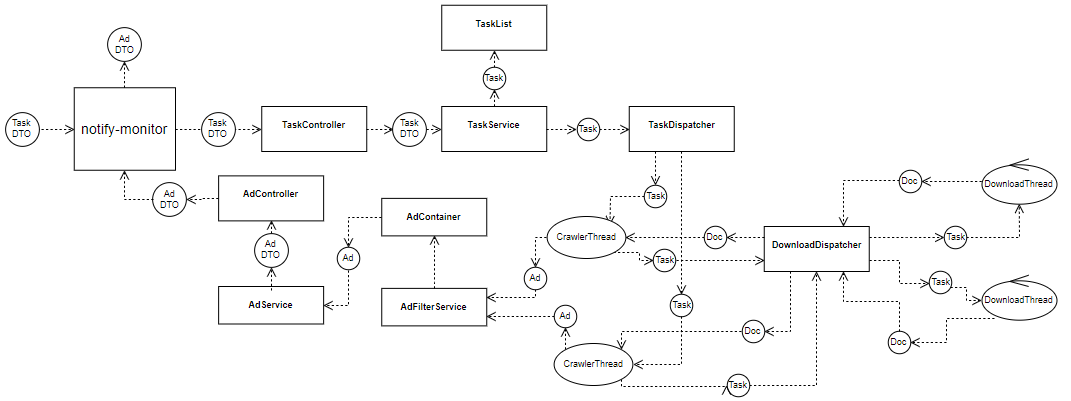 TaskList
Ad
DTO
Task
Task
DTO
notify-monitor
Task
DTO
TaskController
Task
DTO
TaskService
Task
TaskDispatcher
Ad
DTO
AdController
Task
Doc
DownloadThread
AdContainer
Ad
DTO
Ad
CrawlerThread
Doc
Task
DownloadDispatcher
Task
Ad
Task
DownloadThread
AdService
AdFilterService
Ad
Task
Doc
Doc
CrawlerThread
Task